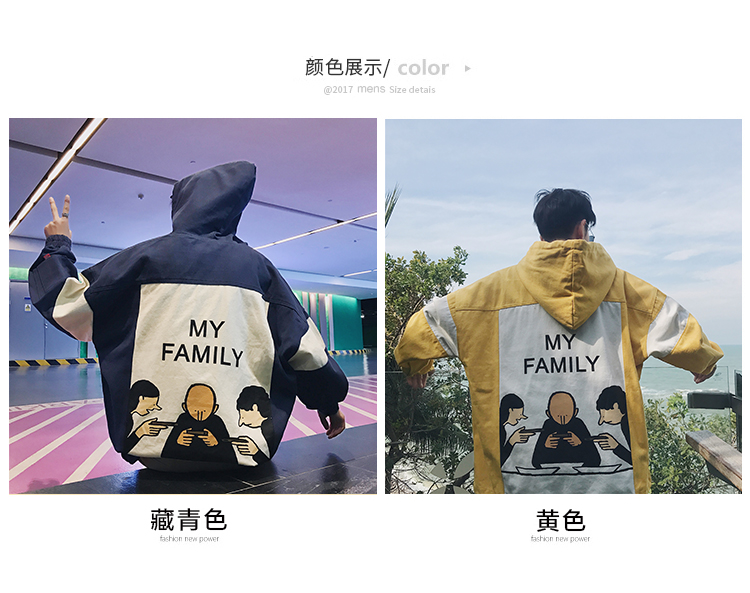 颜色展示/ color
@2017 mens Size detais
MY
FAMILY
MY
FAMILY
藏青色
fashion new power
黄色
fashion new power